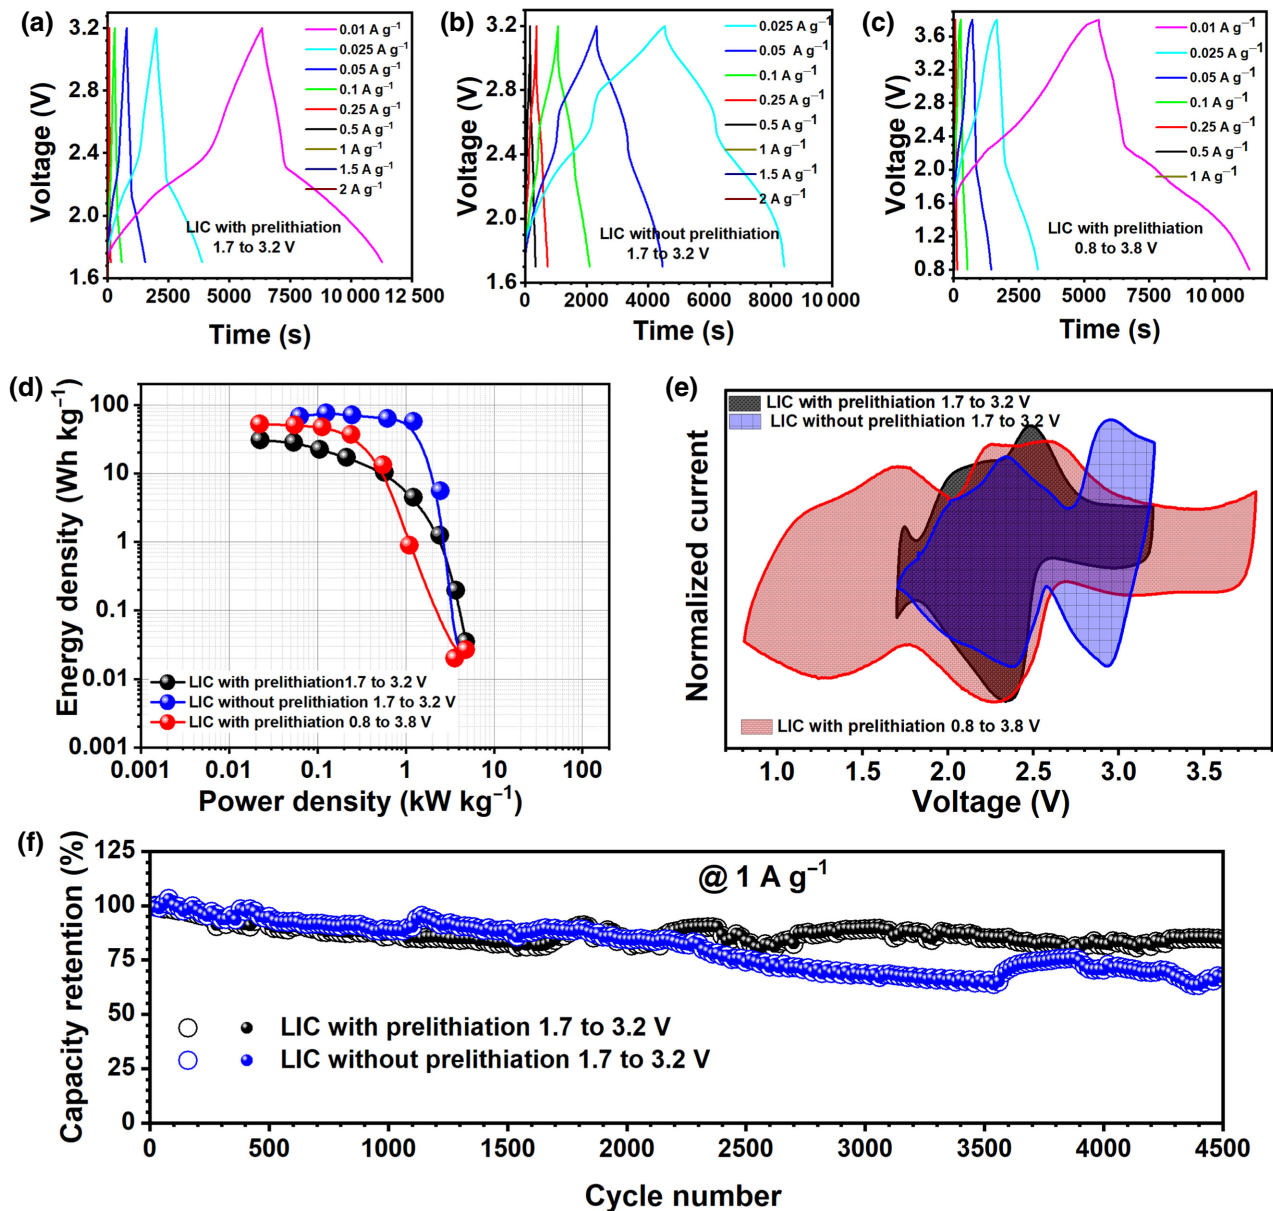 (a)
Voltage (V)
3.2
2.8
2.4
2.0
1.6
0.01 A g⁻¹
0.025 A g⁻¹
0.05 A g⁻¹
0.1 A g⁻¹
0.25 A g⁻¹
0.5 A g⁻¹
1 A g⁻¹
1.5 A g⁻¹
2 A g⁻¹
LIC with prelithiation
1.7 to 3.2 V
0 2500 5000 7500 10 000 12 500
Time (s)
(b)
Voltage (V)
3.2
2.8
2.4
2.0
1.6
0.025 A g⁻¹
0.05 A g⁻¹
0.1 A g⁻¹
0.25 A g⁻¹
0.5 A g⁻¹
1 A g⁻¹
1.5 A g⁻¹
2 A g⁻¹
LIC without prelithiation
1.7 to 3.2 V
0 2000 4000 6000 8000 10 000
Time (s)
(c)
Voltage (V)
3.6
3.2
2.8
2.4
2.0
1.6
1.2
0.8
0.01 A g⁻¹
0.025 A g⁻¹
0.05 A g⁻¹
0.1 A g⁻¹
0.25 A g⁻¹
0.5 A g⁻¹
1 A g⁻¹
LIC with prelithiation
0.8 to 3.8 V
0 2500 5000 7500 10 000
Time (s)
(d)
Energy density (Wh kg⁻¹)
100
10
1
0.1
0.01
0.001
LIC with prelithiation1.7 to 3.2 V
LIC without prelithiation 1.7 to 3.2 V
LIC with prelithiation 0.8 to 3.8 V
0.001 0.01 0.1 1 10 100
Power density (kW kg⁻¹)
(e)
Normalized current
LIC with prelithiation 1.7 to 3.2 V
LIC without prelithiation 1.7 to 3.2 V
LIC with prelithiation 0.8 to 3.8 V
1.0 1.5 2.0 2.5 3.0 3.5
Voltage (V)
(f)
Capacity retention (%)
125
100
75
50
25
0
@ 1 A g⁻¹
LIC with prelithiation 1.7 to 3.2 V
LIC without prelithiation 1.7 to 3.2 V
0 500 1000 1500 2000 2500 3000 3500 4000 4500
Cycle number